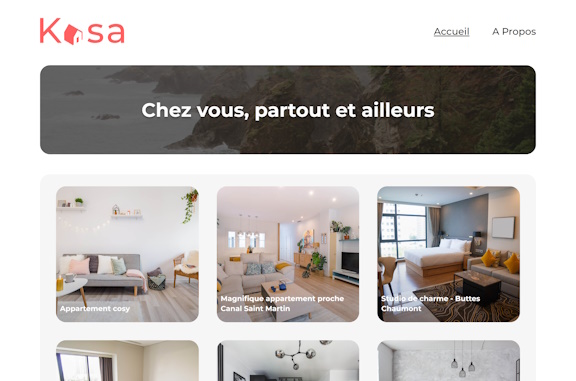 Kasa
Accueil
A Propos
Chez vous, partout et ailleurs
Appartement cosy
Magnifique appartement proche
Canal Saint Martin
Studio de charme - Buttes
Chaumont